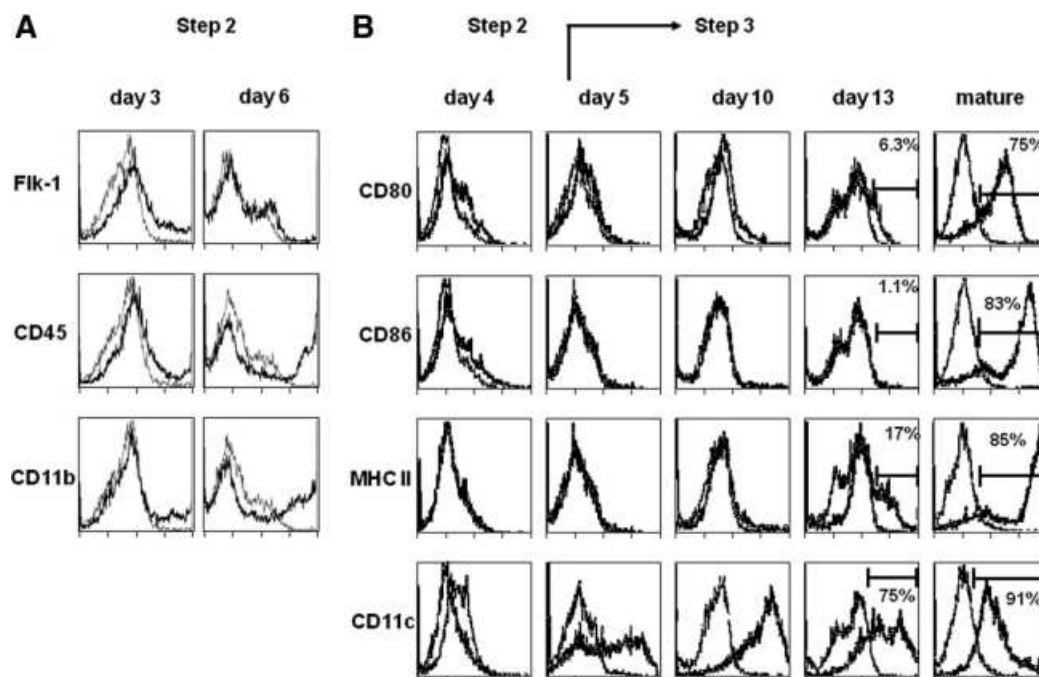 A Step 2
B Step 2 Step 3
day 3 day 6
day 4 day 5 day 10 day 13 mature
Flk-1
CD80 6.3% 75%
CD45
CD86 1.1% 83%
CD11b
MHC II 17% 85%
CD11c 75% 91%